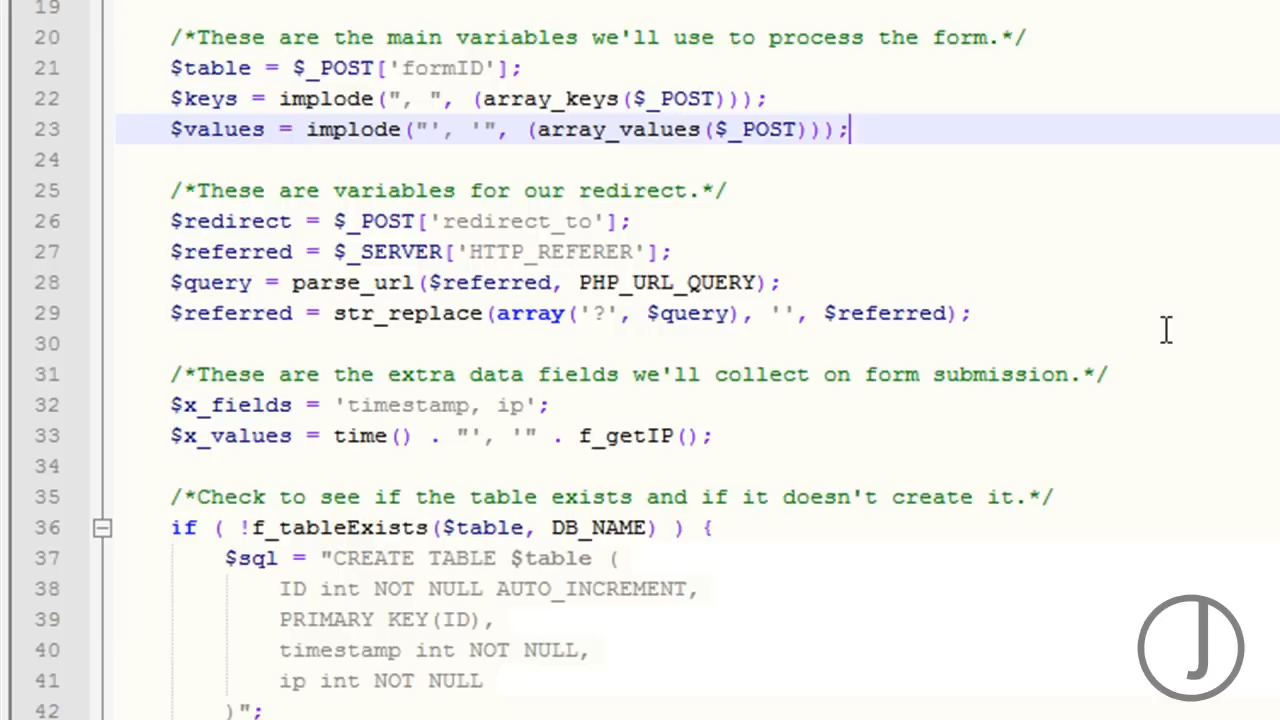 19
20 /*These are the main variables we'll use to process the form.*/
21 $table = $_POST['formID'];
22 $keys = implode(", ", (array_keys($_POST)));
23 $values = implode("', '", (array_values($_POST)));
24
25 /*These are variables for our redirect.*/
26 $redirect = $_POST['redirect_to'];
27 $referred = $_SERVER['HTTP_REFERER'];
28 $query = parse_url($referred, PHP_URL_QUERY);
29 $referred = str_replace(array('?', $query), '', $referred);
30
31 /*These are the extra data fields we'll collect on form submission.*/
32 $x_fields = 'timestamp, ip';
33 $x_values = time() . "', '" . f_getIP();
34
35 /*Check to see if the table exists and if it doesn't create it.*/
36 if ( !f_tableExists($table, DB_NAME) ) {
37 $sql = "CREATE TABLE $table (
38 ID int NOT NULL AUTO_INCREMENT,
39 PRIMARY KEY(ID),
40 timestamp int NOT NULL,
41 ip int NOT NULL
42 )";
J